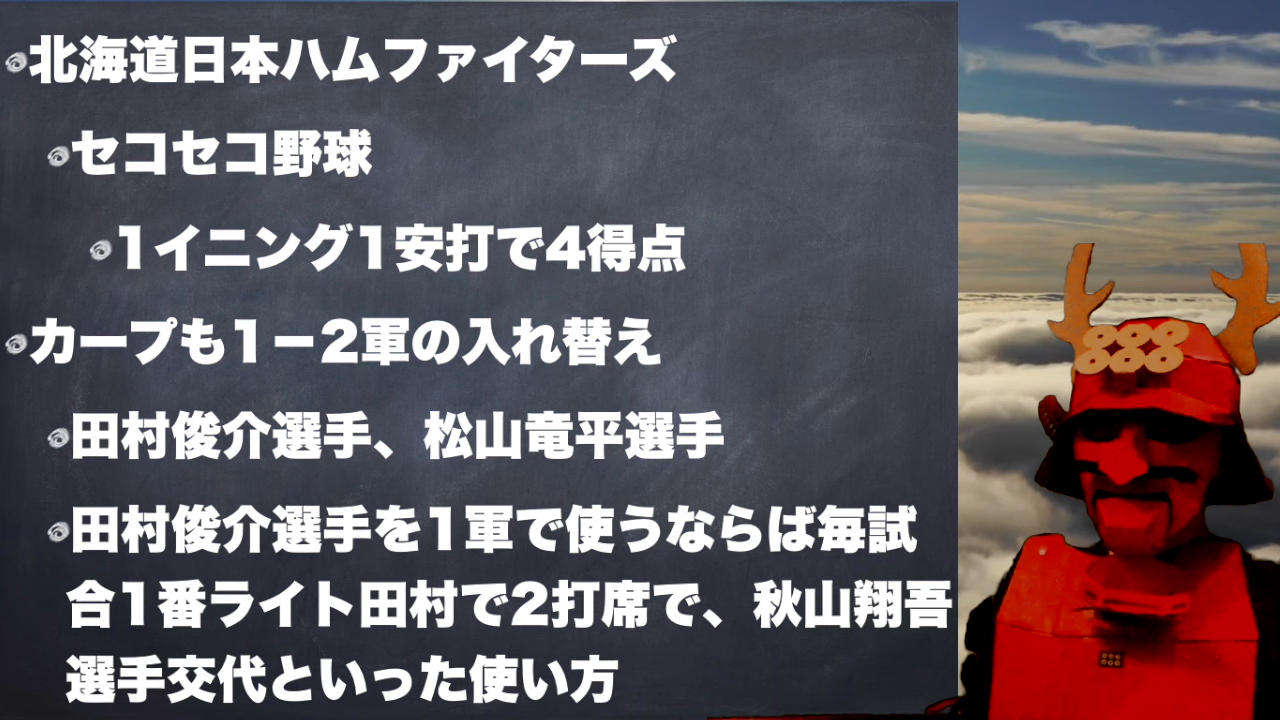 北海道日本ハムファイターズ
セコセコ野球
1イニング1安打で4得点
カープも1ー2軍の入れ替え
田村俊介選手、松山竜平選手
田村俊介選手を1軍で使うならば毎試
合1番ライト田村で2打席で、秋山翔吾
選手交代といった使い方